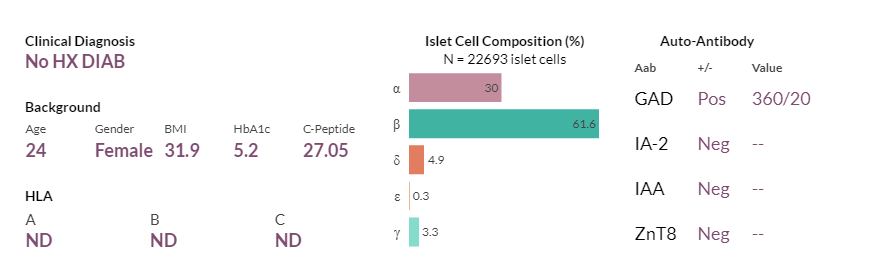 Clinical Diagnosis
No HX DIAB
Background
Age Gender BMI HbA1c C-Peptide
24 Female 31.9 5.2 27.05
HLA
A B C
ND ND ND
Islet Cell Composition (%)
N = 22693 islet cells
α 30
β 61.6
δ 4.9
ε 0.3
γ 3.3
Auto-Antibody
Aab +/- Value
GAD Pos 360/20
IA-2 Neg --
IAA Neg --
ZnT8 Neg --